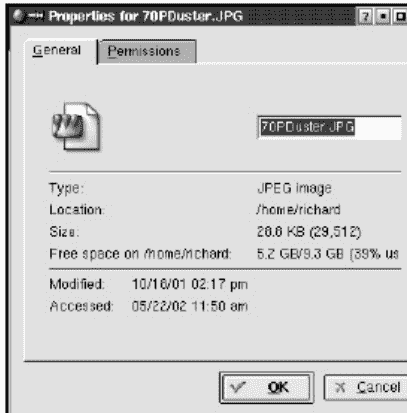 Properties for 70PDuster.JPG
General Permissions
70PDuster.JPG
Type: JPEG image
Location: /home/richard
Size: 28.8 KB (29,512)
Free space on /home/richard: 5.2 GB/9.3 GB (39% us
Modified: 10/16/01 02:17 pm
Accessed: 05/22/02 11:50 am
OK Cancel